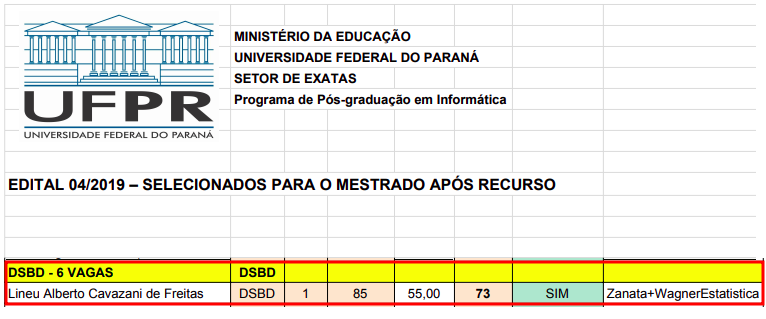 UFPR
UNIVERSIDADE FEDERAL DO PARANÁ
MINISTÉRIO DA EDUCAÇÃO
UNIVERSIDADE FEDERAL DO PARANÁ
SETOR DE EXATAS
Programa de Pós-graduação em Informática
EDITAL 04/2019 – SELECIONADOS PARA O MESTRADO APÓS RECURSO
DSBD - 6 VAGAS DSBD
Lineu Alberto Cavazani de Freitas DSBD 1 85 55,00 73 SIM Zanata+WagnerEstatistica